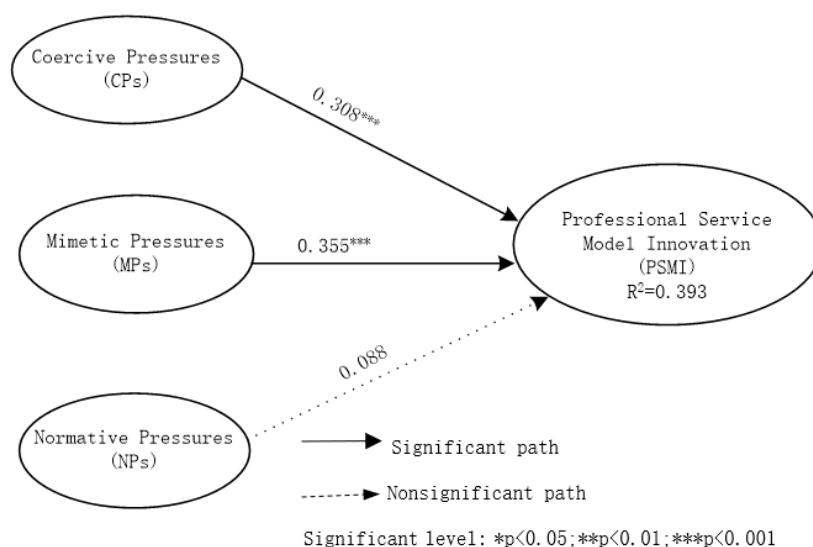 Coercive Pressures
(CPs)
0.308***
Mimetic Pressures
(MPs)
0.355***
Professional Service
Model Innovation
(PSMI)
R²=0.393
0.088
Normative Pressures
(NPs)
Significant path
Nonsignificant path
Significant level: *p<0.05;**p<0.01;***p<0.001